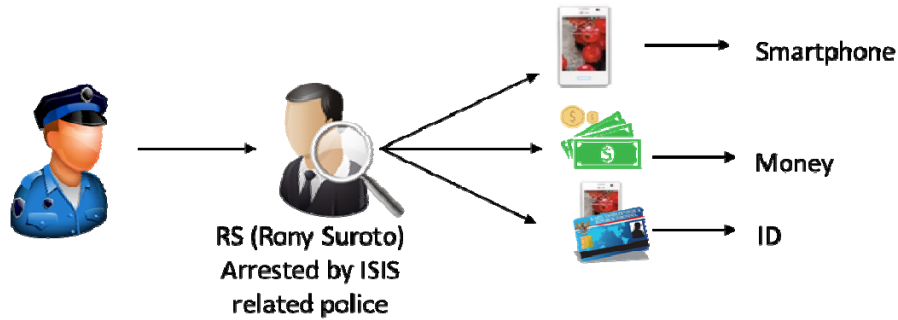 Smartphone
Money
ID
RS (Rony Suroto)
Arrested by ISIS
related police